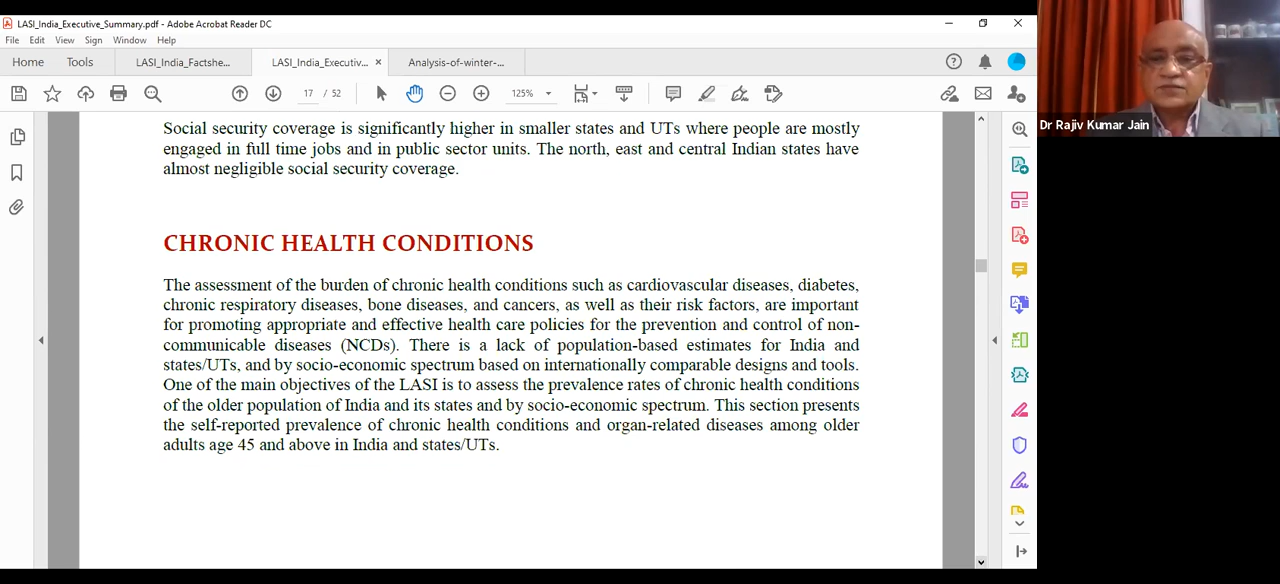 LASI_India_Executive_Summary.pdf - Adobe Acrobat Reader DC
File Edit View Sign Window Help
Home Tools LASI_India_Factshe... LASI_India_Executiv... × Analysis-of-winter-...
17 / 52 125%
Dr Rajiv Kumar Jain
Social security coverage is significantly higher in smaller states and UTs where people are mostly
engaged in full time jobs and in public sector units. The north, east and central Indian states have
almost negligible social security coverage.
CHRONIC HEALTH CONDITIONS
The assessment of the burden of chronic health conditions such as cardiovascular diseases, diabetes,
chronic respiratory diseases, bone diseases, and cancers, as well as their risk factors, are important
for promoting appropriate and effective health care policies for the prevention and control of non-
communicable diseases (NCDs). There is a lack of population-based estimates for India and
states/UTs, and by socio-economic spectrum based on internationally comparable designs and tools.
One of the main objectives of the LASI is to assess the prevalence rates of chronic health conditions
of the older population of India and its states and by socio-economic spectrum. This section presents
the self-reported prevalence of chronic health conditions and organ-related diseases among older
adults age 45 and above in India and states/UTs.